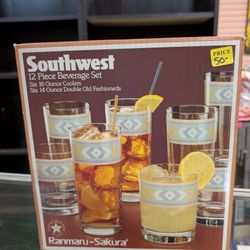 Southwest
12 Piece Beverage Set
Six 16 Ounce Coolers
Six 14 Ounce Double Old Fashioneds
PRICE
50-
Ranmaru-Sakura